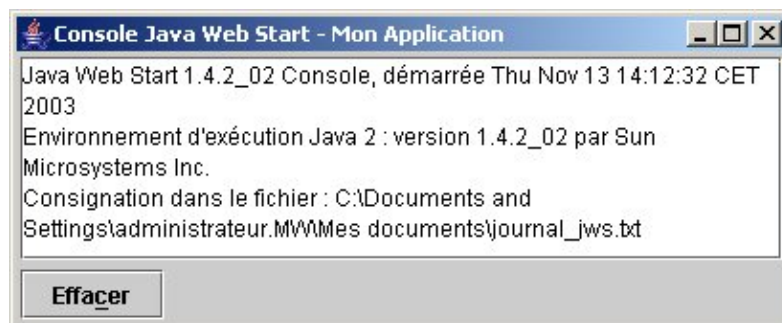 Console Java Web Start - Mon Application
Java Web Start 1.4.2_02 Console, démarrée Thu Nov 13 14:12:32 CET
2003
Environnement d'exécution Java 2 : version 1.4.2_02 par Sun
Microsystems Inc.
Consignation dans le fichier : C:\Documents and
Settings\administrateur.MW\Mes documents\journal_jws.txt
Effacer